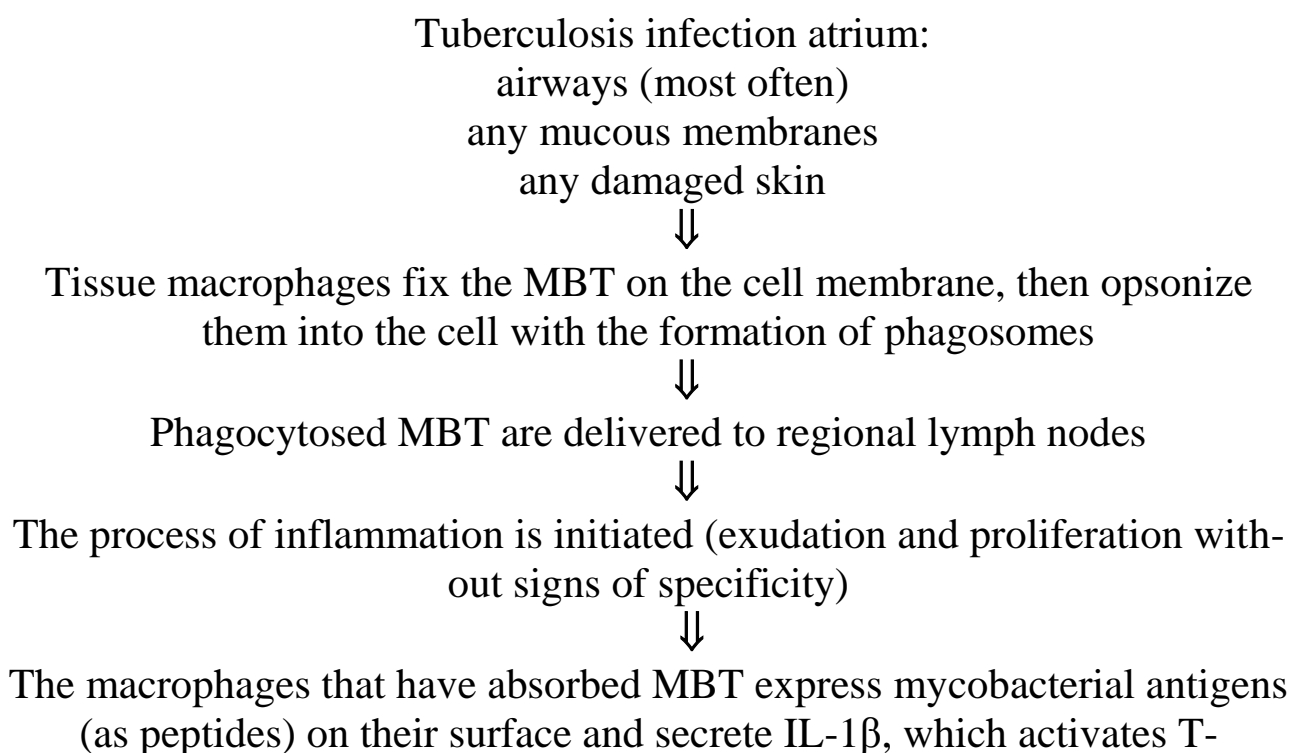 Tuberculosis infection atrium:
airways (most often)
any mucous membranes
any damaged skin
⇓
Tissue macrophages fix the MBT on the cell membrane, then opsonize
them into the cell with the formation of phagosomes
⇓
Phagocytosed MBT are delivered to regional lymph nodes
⇓
The process of inflammation is initiated (exudation and proliferation with-
out signs of specificity)
⇓
The macrophages that have absorbed MBT express mycobacterial antigens
(as peptides) on their surface and secrete IL-1β, which activates T-